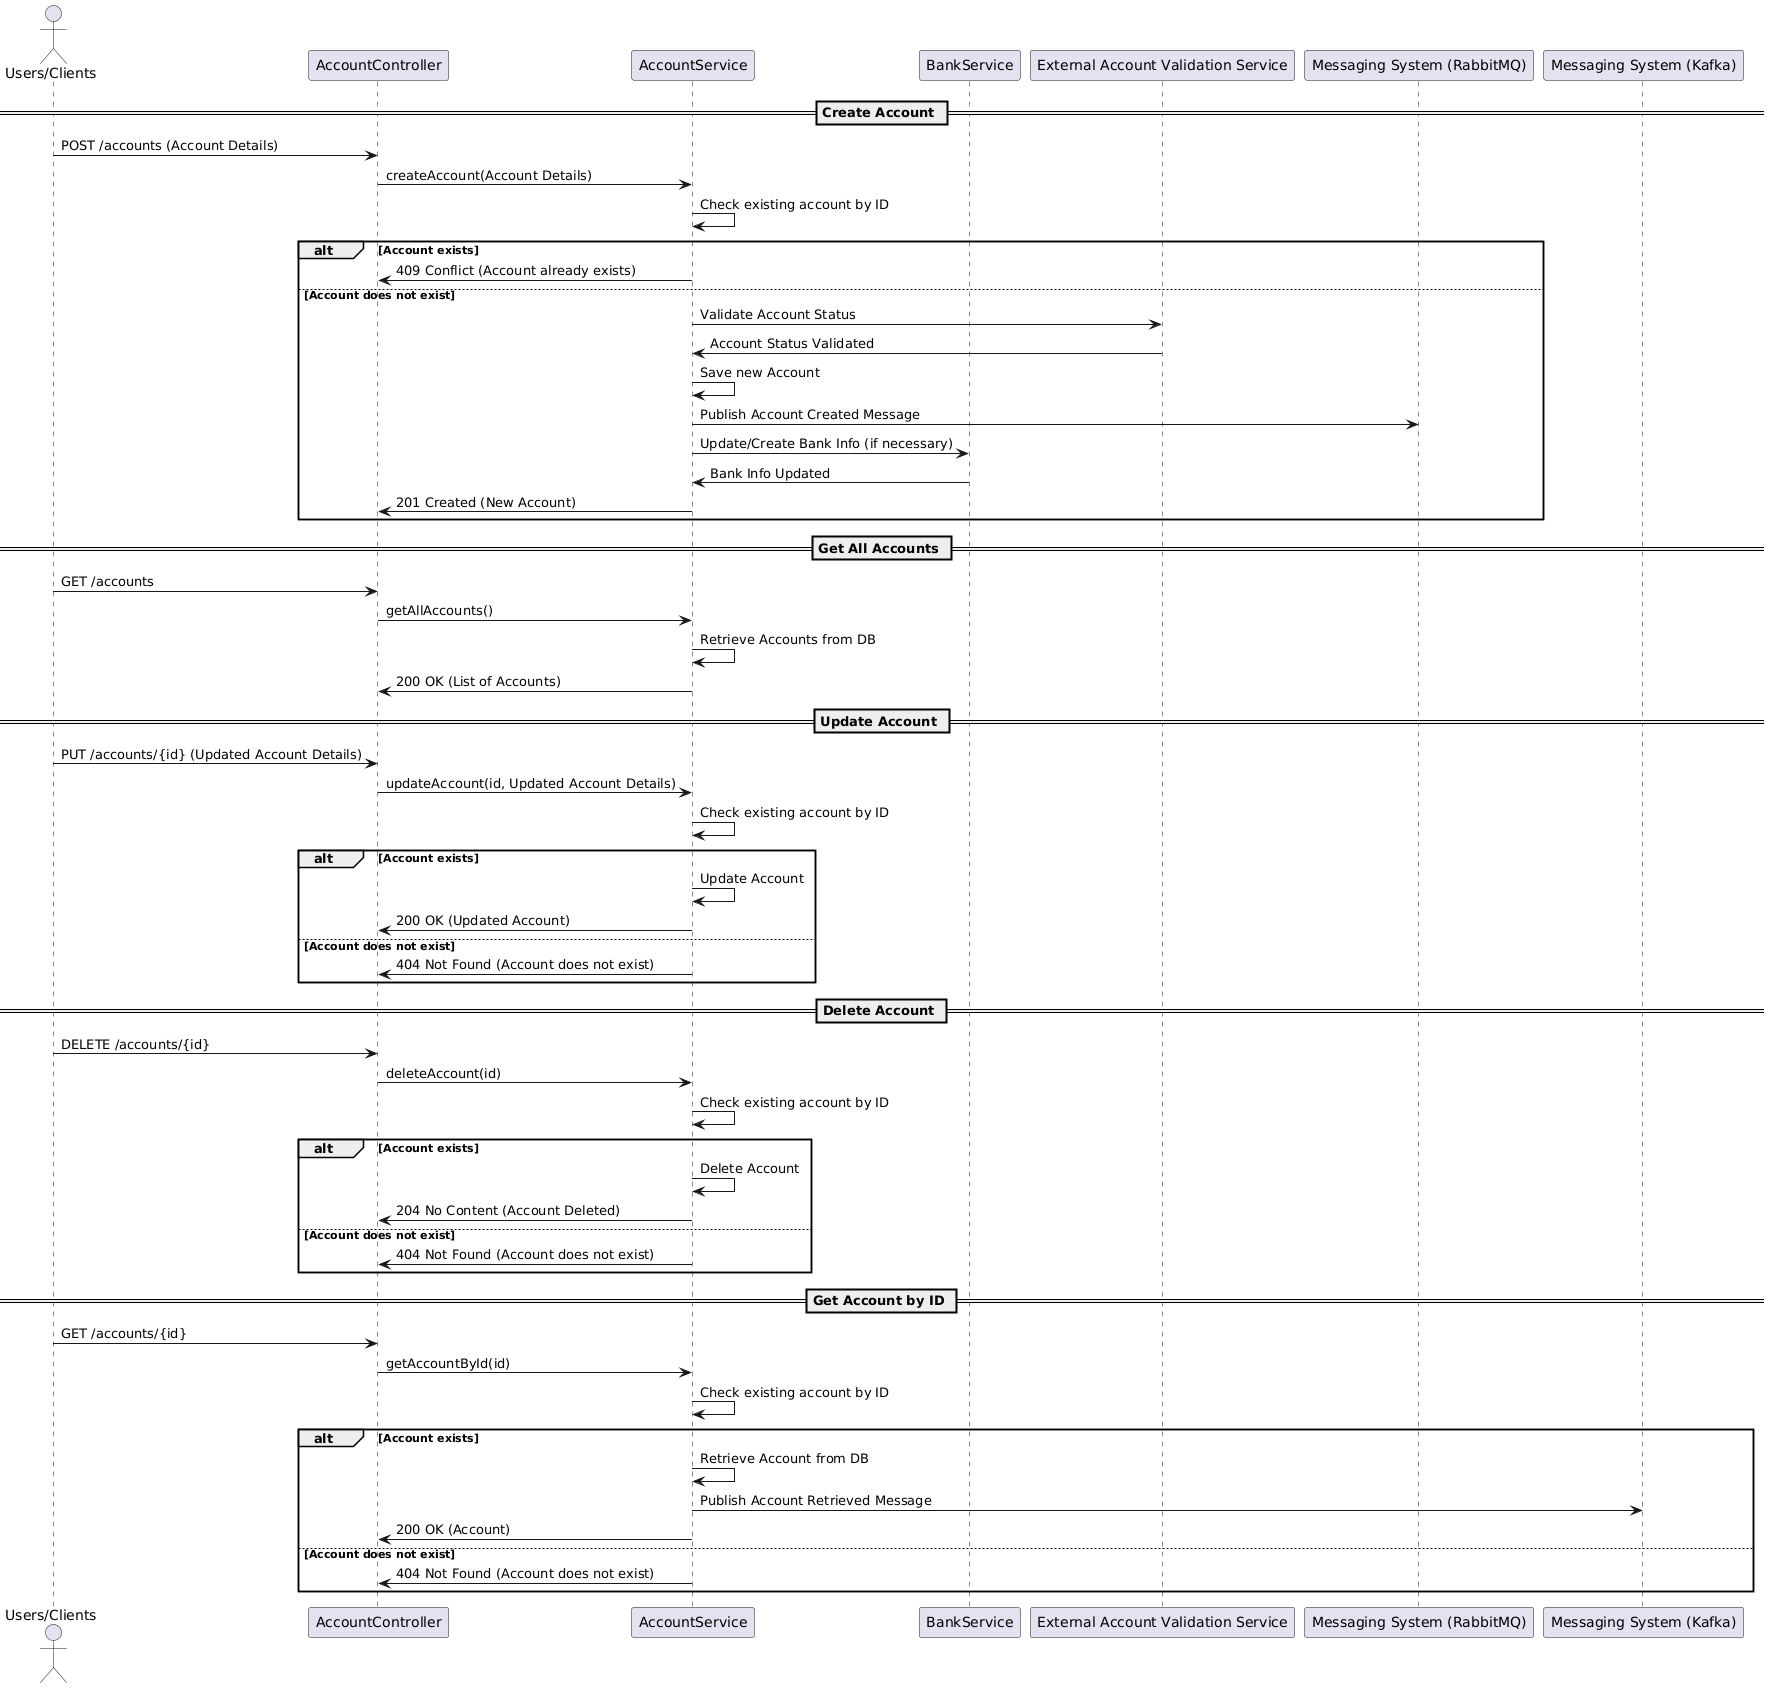 Users/Clients
AccountController
AccountService
BankService
External Account Validation Service
Messaging System (RabbitMQ)
Messaging System (Kafka)
Create Account
POST /accounts (Account Details)
createAccount(Account Details)
Check existing account by ID
alt
[Account exists]
409 Conflict (Account already exists)
[Account does not exist]
Validate Account Status
Account Status Validated
Save new Account
Publish Account Created Message
Update/Create Bank Info (if necessary)
Bank Info Updated
201 Created (New Account)
Get All Accounts
GET /accounts
getAllAccounts()
Retrieve Accounts from DB
200 OK (List of Accounts)
Update Account
PUT /accounts/{id} (Updated Account Details)
updateAccount(id, Updated Account Details)
Check existing account by ID
alt
[Account exists]
Update Account
200 OK (Updated Account)
[Account does not exist]
404 Not Found (Account does not exist)
Delete Account
DELETE /accounts/{id}
deleteAccount(id)
Check existing account by ID
alt
[Account exists]
Delete Account
204 No Content (Account Deleted)
[Account does not exist]
404 Not Found (Account does not exist)
Get Account by ID
GET /accounts/{id}
getAccountById(id)
Check existing account by ID
alt
[Account exists]
Retrieve Account from DB
Publish Account Retrieved Message
200 OK (Account)
[Account does not exist]
404 Not Found (Account does not exist)
Users/Clients
AccountController
AccountService
BankService
External Account Validation Service
Messaging System (RabbitMQ)
Messaging System (Kafka)